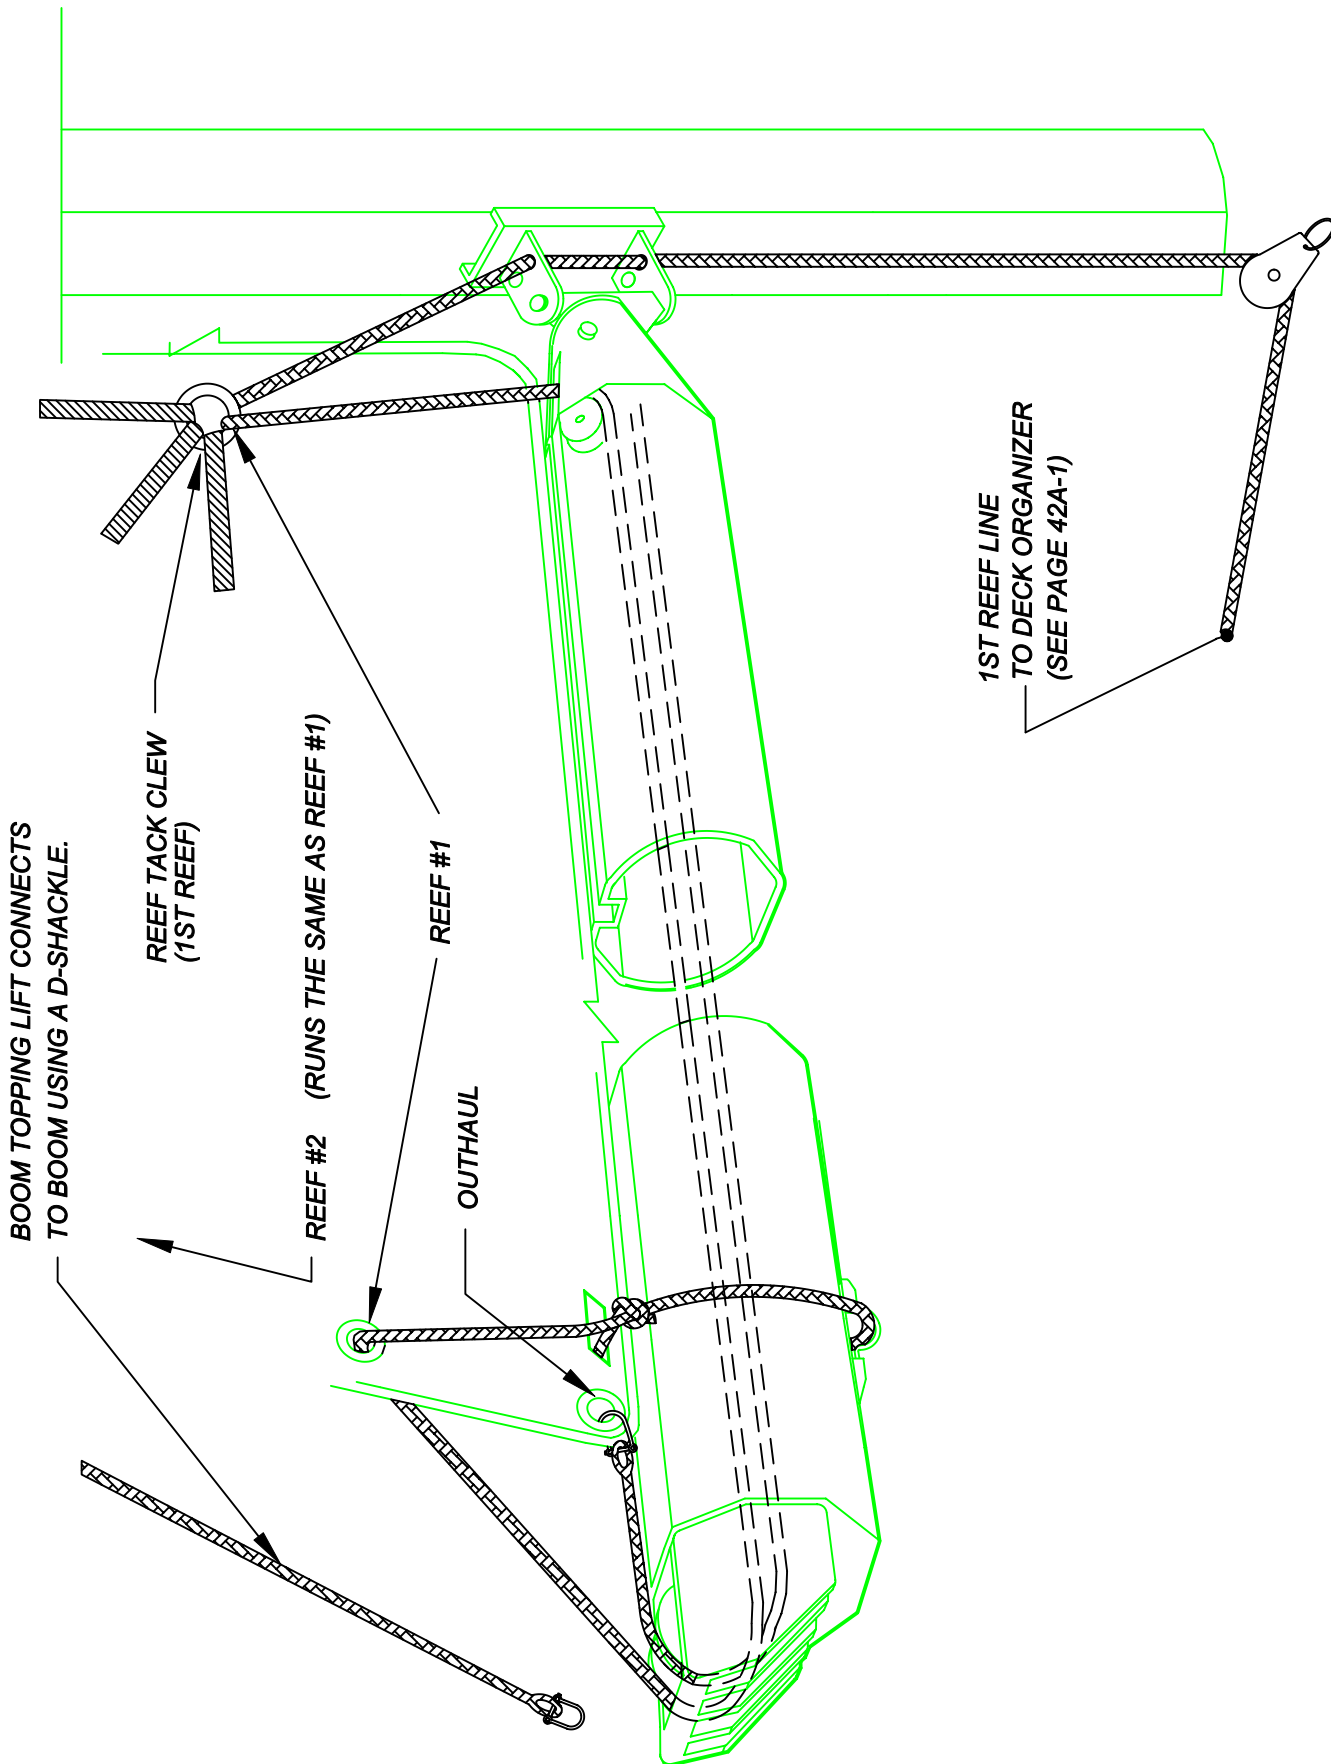 BOOM TOPPING LIFT CONNECTS
TO BOOM USING A D-SHACKLE.
REEF TACK CLEW
(1ST REEF)
REEF #2 (RUNS THE SAME AS REEF #1)
REEF #1
OUTHAUL
1ST REEF LINE
TO DECK ORGANIZER
(SEE PAGE 42A-1)